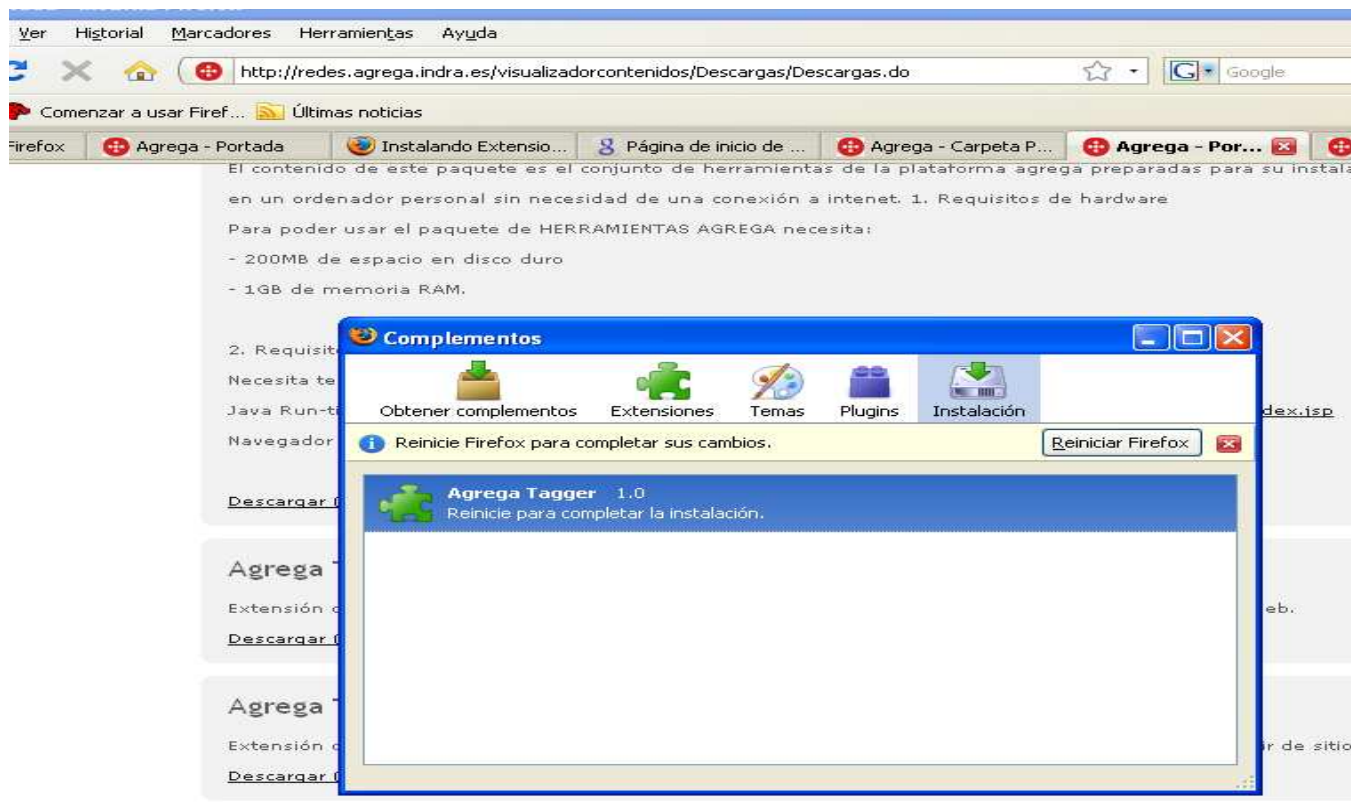 Ver Historial Marcadores Herramientas Ayuda
http://redes.agrega.indra.es/visualizadorcontenidos/Descargas/Descargas.do
G Google
Comenzar a usar Firef... Últimas noticias
Firefox Agrega - Portada Instalando Extensio... Página de inicio de ... Agrega - Carpeta P... Agrega - Por...
El contenido de este paquete es el conjunto de herramientas de la plataforma agrega preparadas para su instala
en un ordenador personal sin necesidad de una conexión a intenet. 1. Requisitos de hardware
Para poder usar el paquete de HERRAMIENTAS AGREGA necesita:
- 200MB de espacio en disco duro
- 1GB de memoria RAM.
2. Requisit
Necesita te
Java Run-ti
dex.jsp
Navegador
Descargar
Complementos
Obtener complementos Extensiones Temas Plugins Instalación
Reinicie Firefox para completar sus cambios. Reiniciar Firefox
Agrega Tagger 1.0
Reinicie para completar la instalación.
Agrega
Extensión
eb.
Descargar
Agrega
Extensión
ir de sitio
Descargar